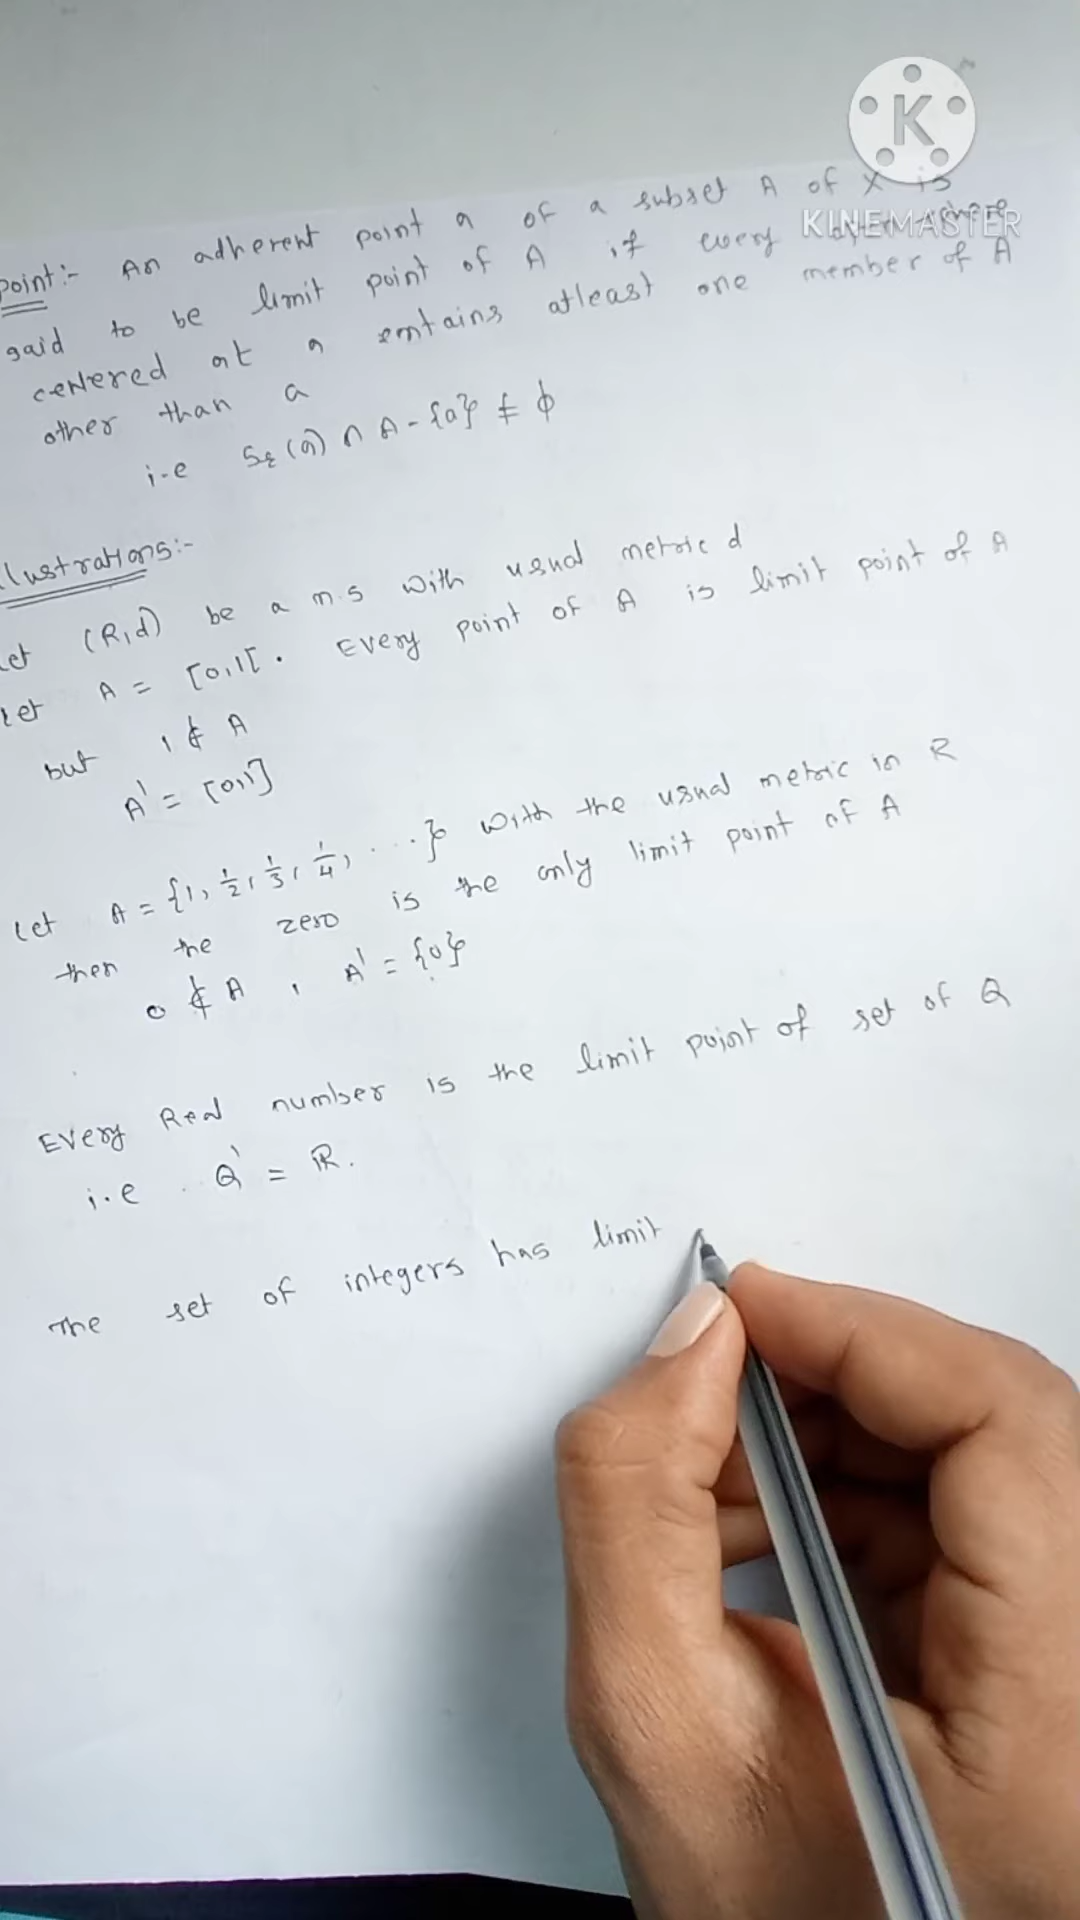 K
KINEMASTER
point:- An adherent point a of a subset A of X is
said to be limit point of A if every open sphere
centered at a contains atleast one member of A
other than a
i-e Sε(a) ∩ A - {a} ≠ ϕ
llustrations:-
Let (R,d) be a m.s with usual metric d
Let A = [0,1[. Every point of A is limit point of A
but 1 ∉ A
A' = [0,1]
Let A = {1, 1/2, 1/3, 1/4, ...} with the usual metric in R
then the zero is the only limit point of A
0 ∉ A , A' = {0}
Every Real number is the limit point of set of Q
i.e Q' = ℝ.
The set of integers has limit